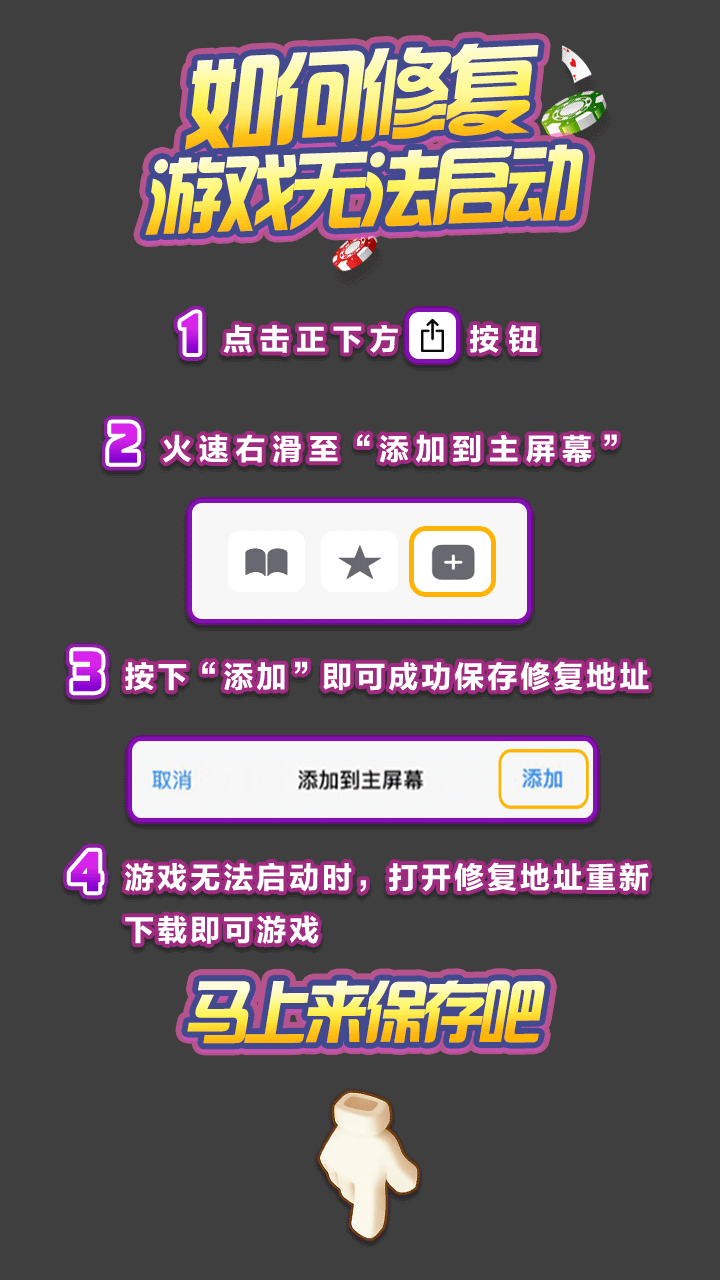 如何修复
游戏无法启动
1 点击正下方 按钮
2 火速右滑至“添加到主屏幕”
3 按下“添加”即可成功保存修复地址
取消 添加到主屏幕 添加
4 游戏无法启动时，打开修复地址重新
下载即可游戏
马上来保存吧